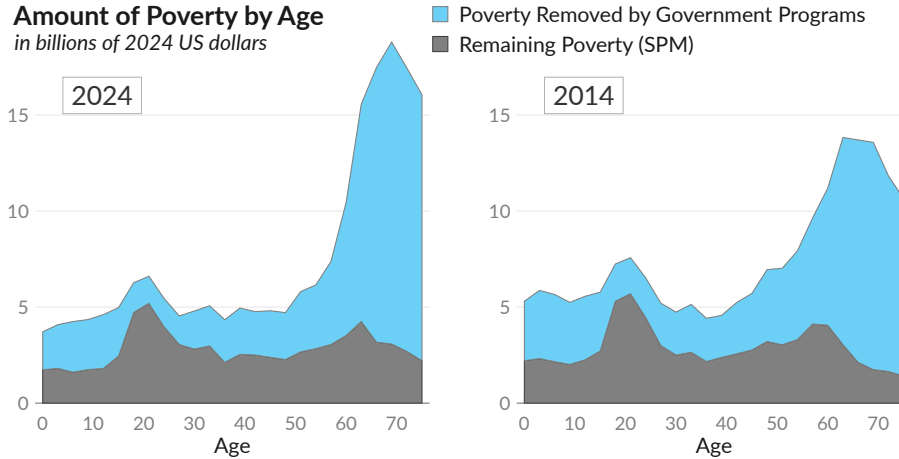 Amount of Poverty by Age
in billions of 2024 US dollars
Poverty Removed by Government Programs
Remaining Poverty (SPM)
2024
15
10
5
0
0 10 20 30 40 50 60 70
Age
2014
15
10
5
0
0 10 20 30 40 50 60 70
Age